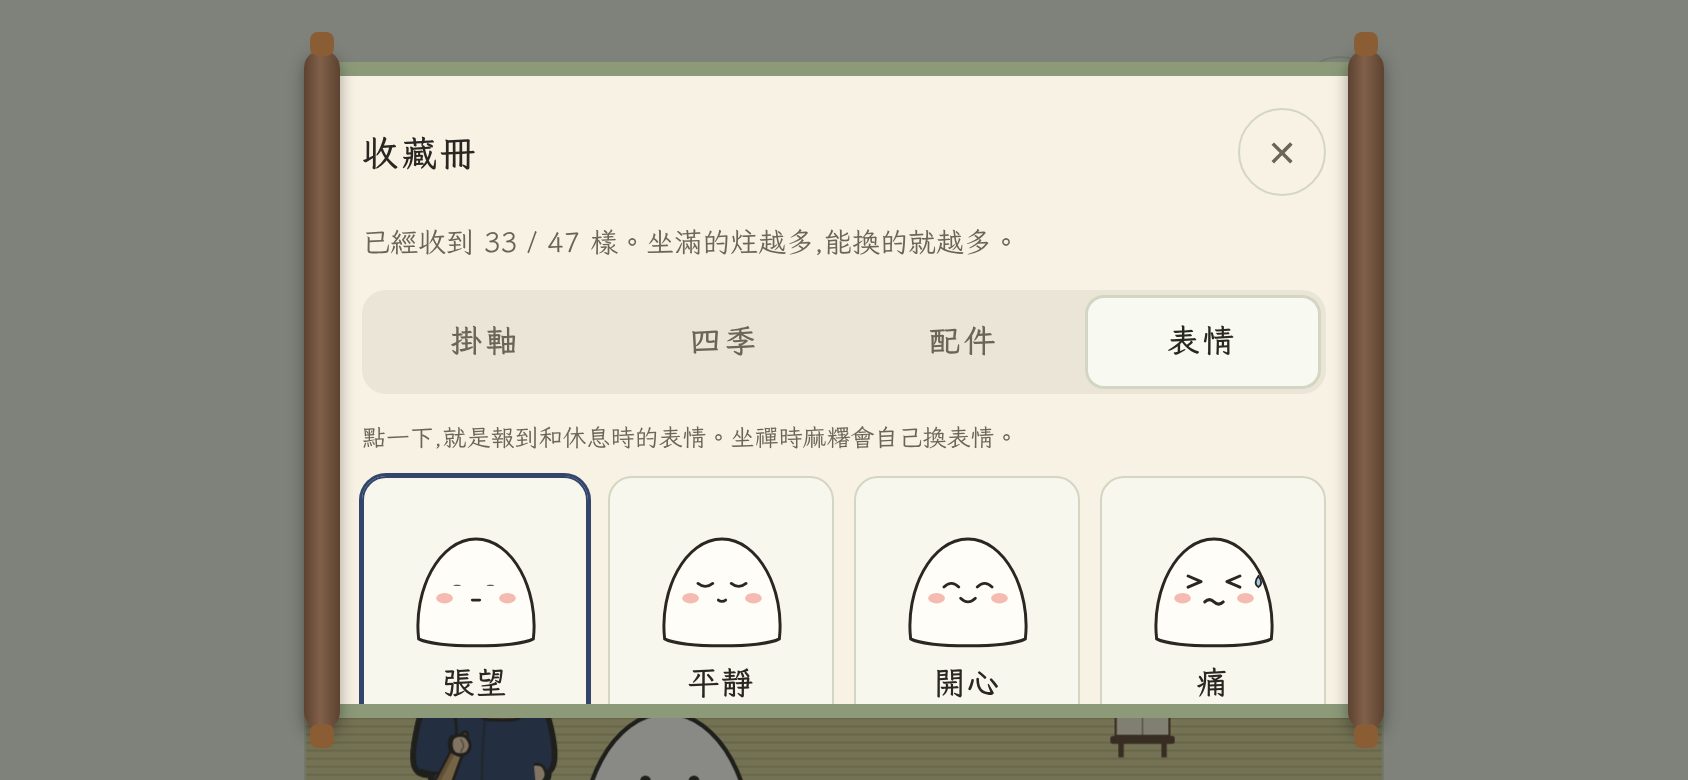 收藏冊
已經收到 33 / 47 樣。坐滿的炷越多,能換的就越多。
掛軸 四季 配件 表情
點一下,就是報到和休息時的表情。坐禪時麻糬會自己換表情。
張望 平靜 開心 痛